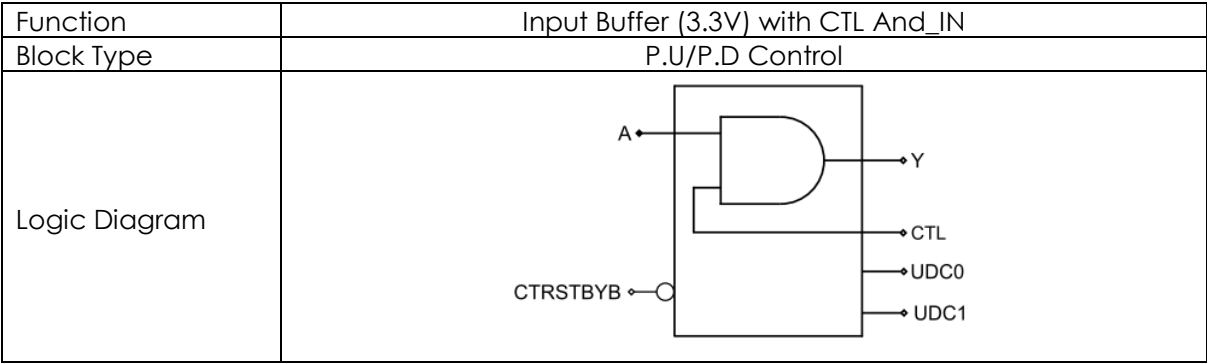 Function
Input Buffer (3.3V) with CTL And_IN
Block Type
P.U/P.D Control
Logic Diagram
A
Y
CTL
UDC0
CTRSTBYB
UDC1